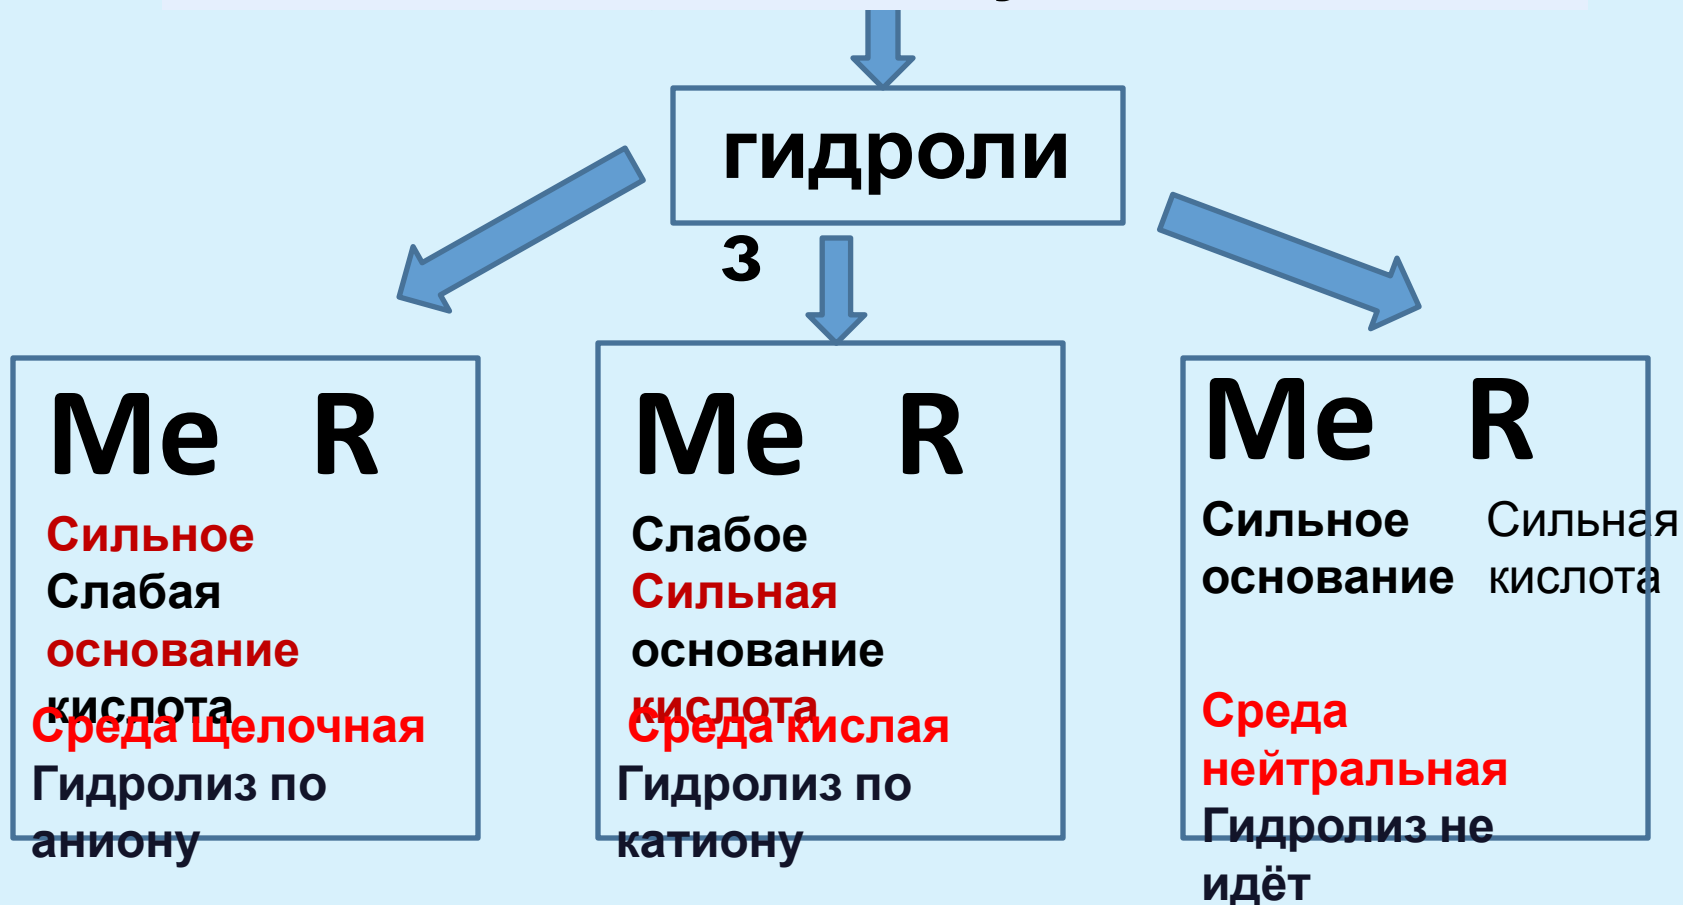 гидроли
з
Me R
Сильное
Слабая
основание
кислота
Среда щелочная
Гидролиз по
аниону
Me R
Слабое
Сильная
основание
кислота
Среда кислая
Гидролиз по
катиону
Me R
Сильное Сильная
основание кислота
Среда
нейтральная
Гидролиз не
идёт